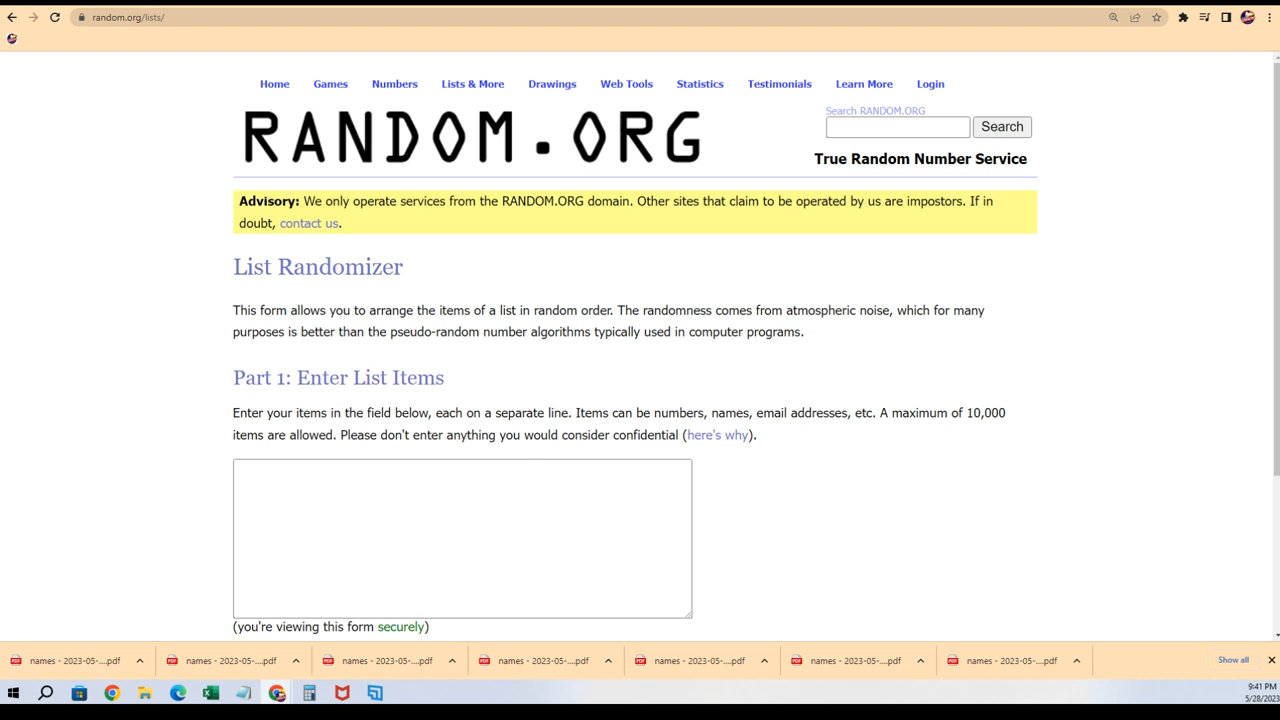 random.org/lists/
Home Games Numbers Lists & More Drawings Web Tools Statistics Testimonials Learn More Login
RANDOM.ORG
Search RANDOM.ORG
Search
True Random Number Service
Advisory: We only operate services from the RANDOM.ORG domain. Other sites that claim to be operated by us are impostors. If in
doubt, contact us.
List Randomizer
This form allows you to arrange the items of a list in random order. The randomness comes from atmospheric noise, which for many
purposes is better than the pseudo-random number algorithms typically used in computer programs.
Part 1: Enter List Items
Enter your items in the field below, each on a separate line. Items can be numbers, names, email addresses, etc. A maximum of 10,000
items are allowed. Please don't enter anything you would consider confidential (here's why).
(you're viewing this form securely)
names - 2023-05-....pdf names - 2023-05-....pdf names - 2023-05-....pdf names - 2023-05-....pdf names - 2023-05-....pdf names - 2023-05-....pdf names - 2023-05-....pdf Show all
9:41 PM
5/28/2023